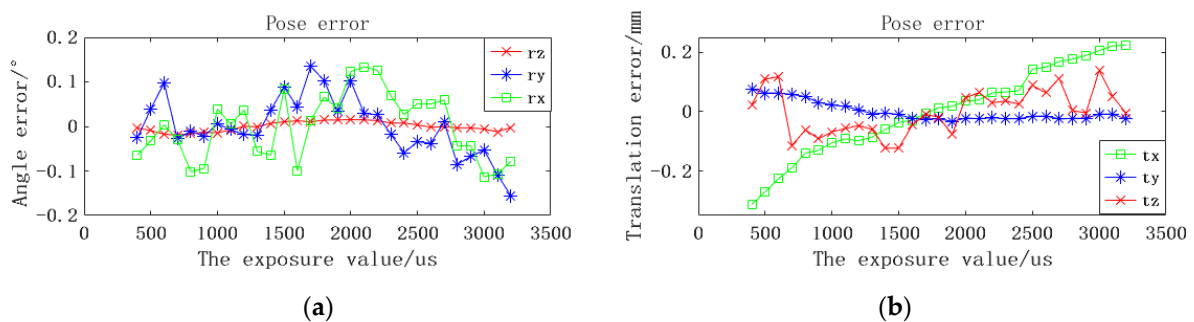 Pose error
Angle error/°
0.2
0.1
0
-0.1
-0.2
rz
ry
rx
0 500 1000 1500 2000 2500 3000 3500
The exposure value/us
(a)
Pose error
Translation error/mm
0.2
0
-0.2
tx
ty
tz
0 500 1000 1500 2000 2500 3000 3500
The exposure value/us
(b)